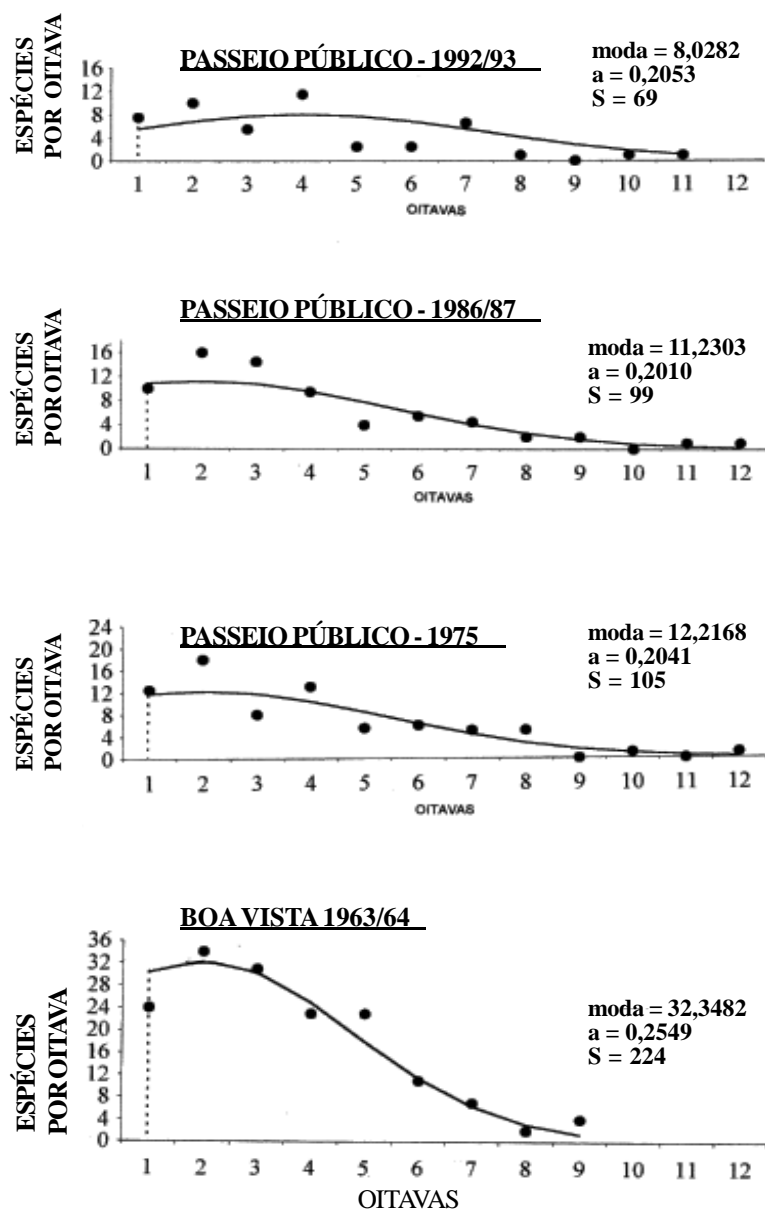 PASSEIO PÚBLICO - 1992/93
moda = 8,0282
a = 0,2053
S = 69
ESPÉCIES
POR OITAVA
16
12
8
4
0
1 2 3 4 5 6 7 8 9 10 11 12
OITAVAS
PASSEIO PÚBLICO - 1986/87
moda = 11,2303
a = 0,2010
S = 99
ESPÉCIES
POR OITAVA
16
12
8
4
0
1 2 3 4 5 6 7 8 9 10 11 12
OITAVAS
PASSEIO PÚBLICO - 1975
moda = 12,2168
a = 0,2041
S = 105
ESPÉCIES
POR OITAVA
24
20
16
12
8
4
0
1 2 3 4 5 6 7 8 9 10 11 12
OITAVAS
BOA VISTA 1963/64
moda = 32,3482
a = 0,2549
S = 224
ESPÉCIES
POR OITAVA
36
32
28
24
20
16
12
8
4
0
1 2 3 4 5 6 7 8 9 10 11 12
OITAVAS